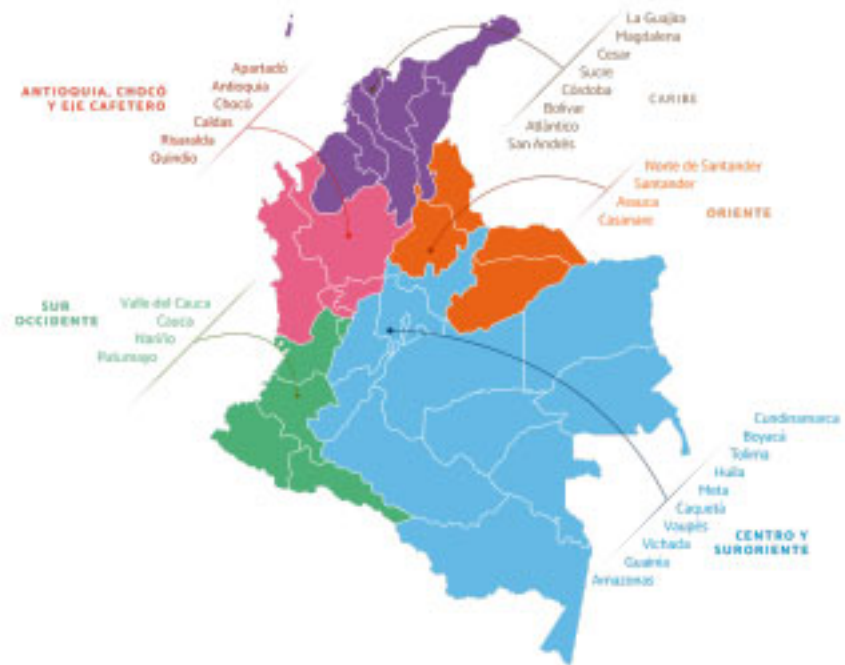 ANTIOQUIA, CHOCÓ
Y EJE CAFETERO
Apartadó
Antioquia
Chocó
Caldas
Risaralda
Quindío
La Guajira
Magdalena
Cesar
Sucre
Córdoba
Bolívar
Atlántico
San Andrés
CARIBE
Norte de Santander
Santander
Arauca
Casanare
ORIENTE
SUR
OCCIDENTE
Valle del Cauca
Cauca
Nariño
Putumayo
Cundinamarca
Boyacá
Tolima
Huila
Meta
Caquetá
Vaupés
Vichada
Guainía
Amazonas
CENTRO Y
SURORIENTE